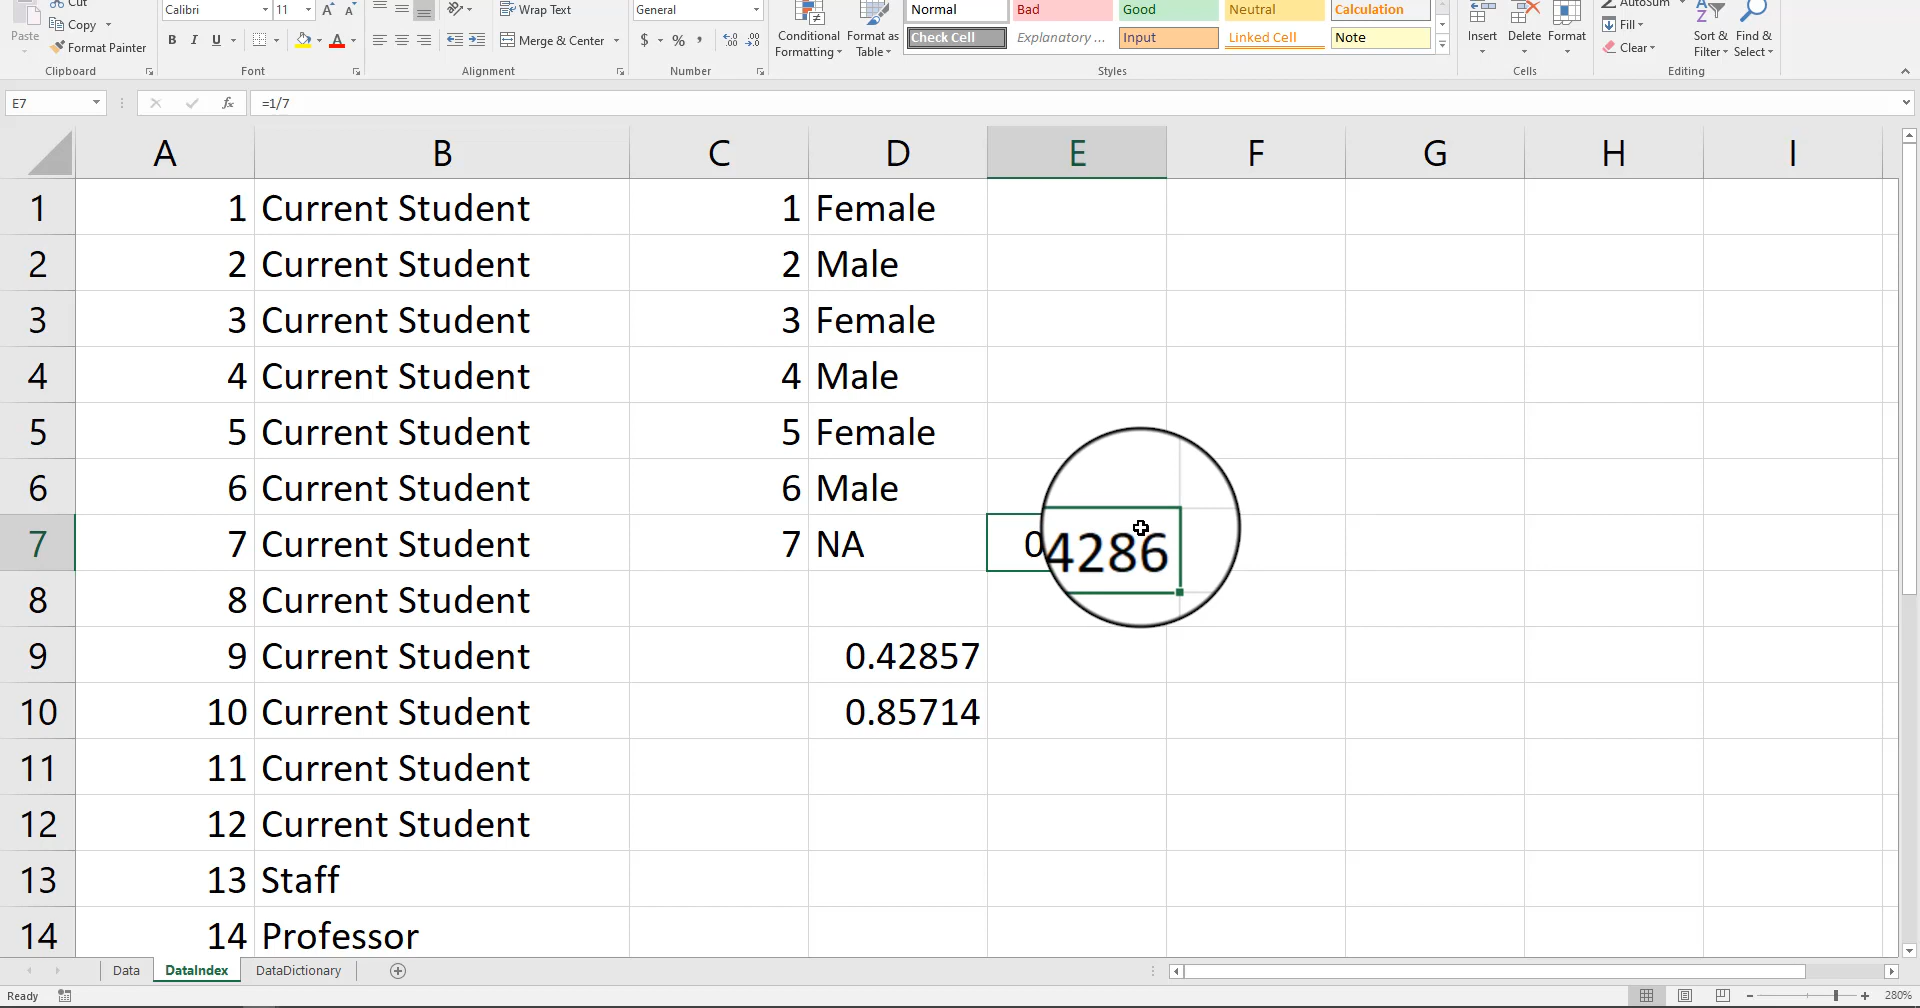 Cut
Calibri 11 A A Wrap Text General Normal Bad Good Neutral Calculation AutoSum
Paste Copy Conditional Format as Insert Delete Format Fill Sort & Find &
Format Painter B I U Merge & Center $ % Formatting Table Check Cell Explanatory ... Input Linked Cell Note Clear Filter Select
Clipboard Font Alignment Number Styles Cells Editing
E7 fx =1/7
A B C D E F G H I
1 1 Current Student 1 Female
2 2 Current Student 2 Male
3 3 Current Student 3 Female
4 4 Current Student 4 Male
5 5 Current Student 5 Female
6 6 Current Student 6 Male
7 7 Current Student 7 NA 0 4286
8 8 Current Student
9 9 Current Student 0.42857
10 10 Current Student 0.85714
11 11 Current Student
12 12 Current Student
13 13 Staff
14 14 Professor
Data DataIndex DataDictionary
Ready 280%